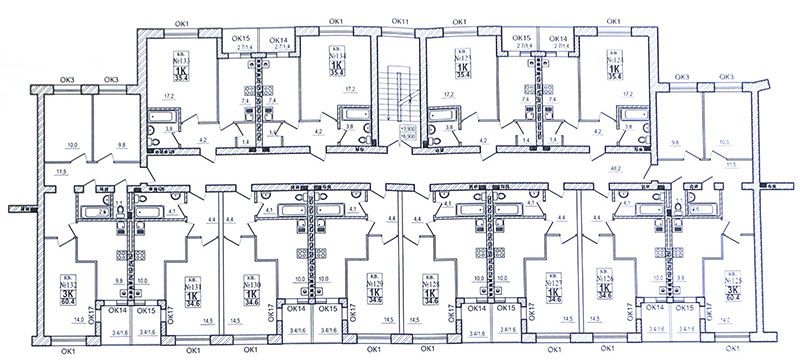 ОК1 ОК15 ОК14 ОК1 ОК11 ОК1 ОК15 ОК14 ОК1
2.7/1.4 2.7/1.4 2.7/1.4 2.7/1.4
КВ. №133 1К 35.4
КВ. №134 1К 35.4
КВ. №123 1К 35.4
КВ. №124 1К 35.4
ОК3 ОК3 ОК3 ОК3
17.2 7.4 7.4 17.2 17.2 7.4 7.4 17.2
3.8 3.8 3.8 3.8
+3,900
+6,900
4.2 1.4 1.4 4.2 4.2 1.4 1.4 4.2
10.0 9.8 9.8 10.0
11.5 48.2 11.5
2.6 1.1 4.1 4.4 4.4 4.1 4.1 4.4 4.4 4.1 4.1 4.4 4.4 4.1 1.1
9.8 10.0 10.0 10.0 10.0 10.0 10.0 9.8
КВ. №132 3К 60.4
КВ. №131 1К 34.6
КВ. №130 1К 34.6
КВ. №129 1К 34.6
КВ. №128 1К 34.6
КВ. №127 1К 34.6
КВ. №126 1К 34.6
КВ. №125 3К 60.4
ОК17 ОК17 ОК17 ОК17 ОК17 ОК17 ОК17 ОК17
ОК14 ОК15 ОК14 ОК15 ОК14 ОК15 ОК14 ОК15
14.0 3.4/1.6 3.4/1.6 14.5 14.5 3.4/1.6 3.4/1.6 14.5 14.5 3.4/1.6 3.4/1.6 14.5 14.5 3.4/1.6 3.4/1.6 14.0
ОК1 ОК1 ОК1 ОК1 ОК1 ОК1 ОК1 ОК1